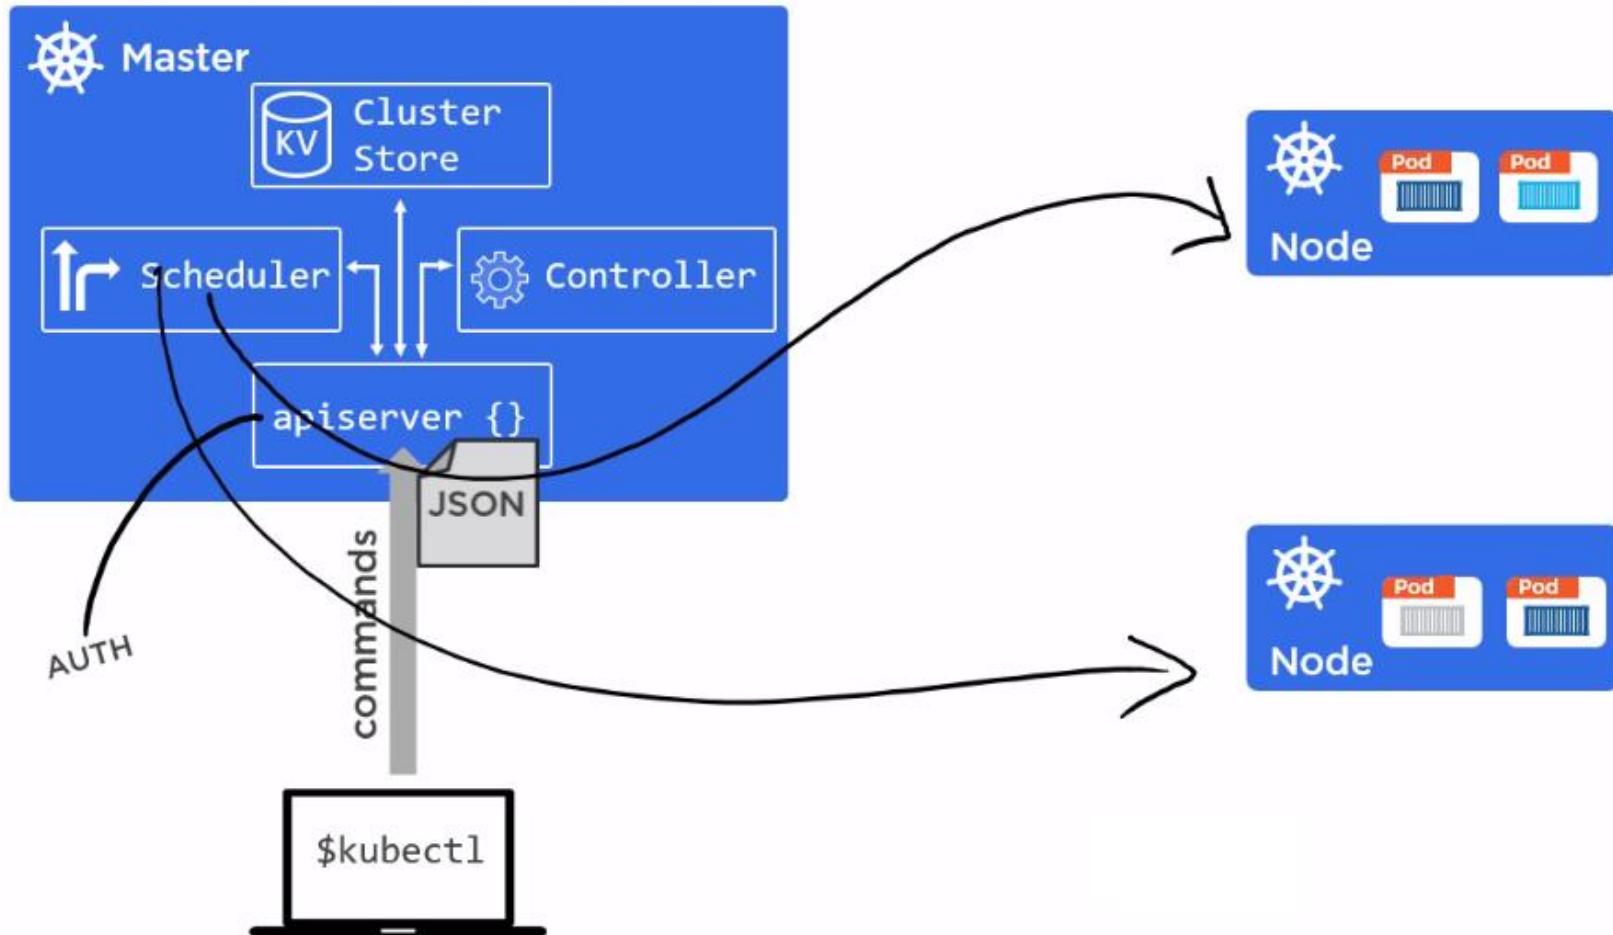 Master
KV
Cluster
Store
Scheduler
Controller
apiserver {}
JSON
commands
AUTH
$kubectl
Pod
Pod
Node
Pod
Pod
Node